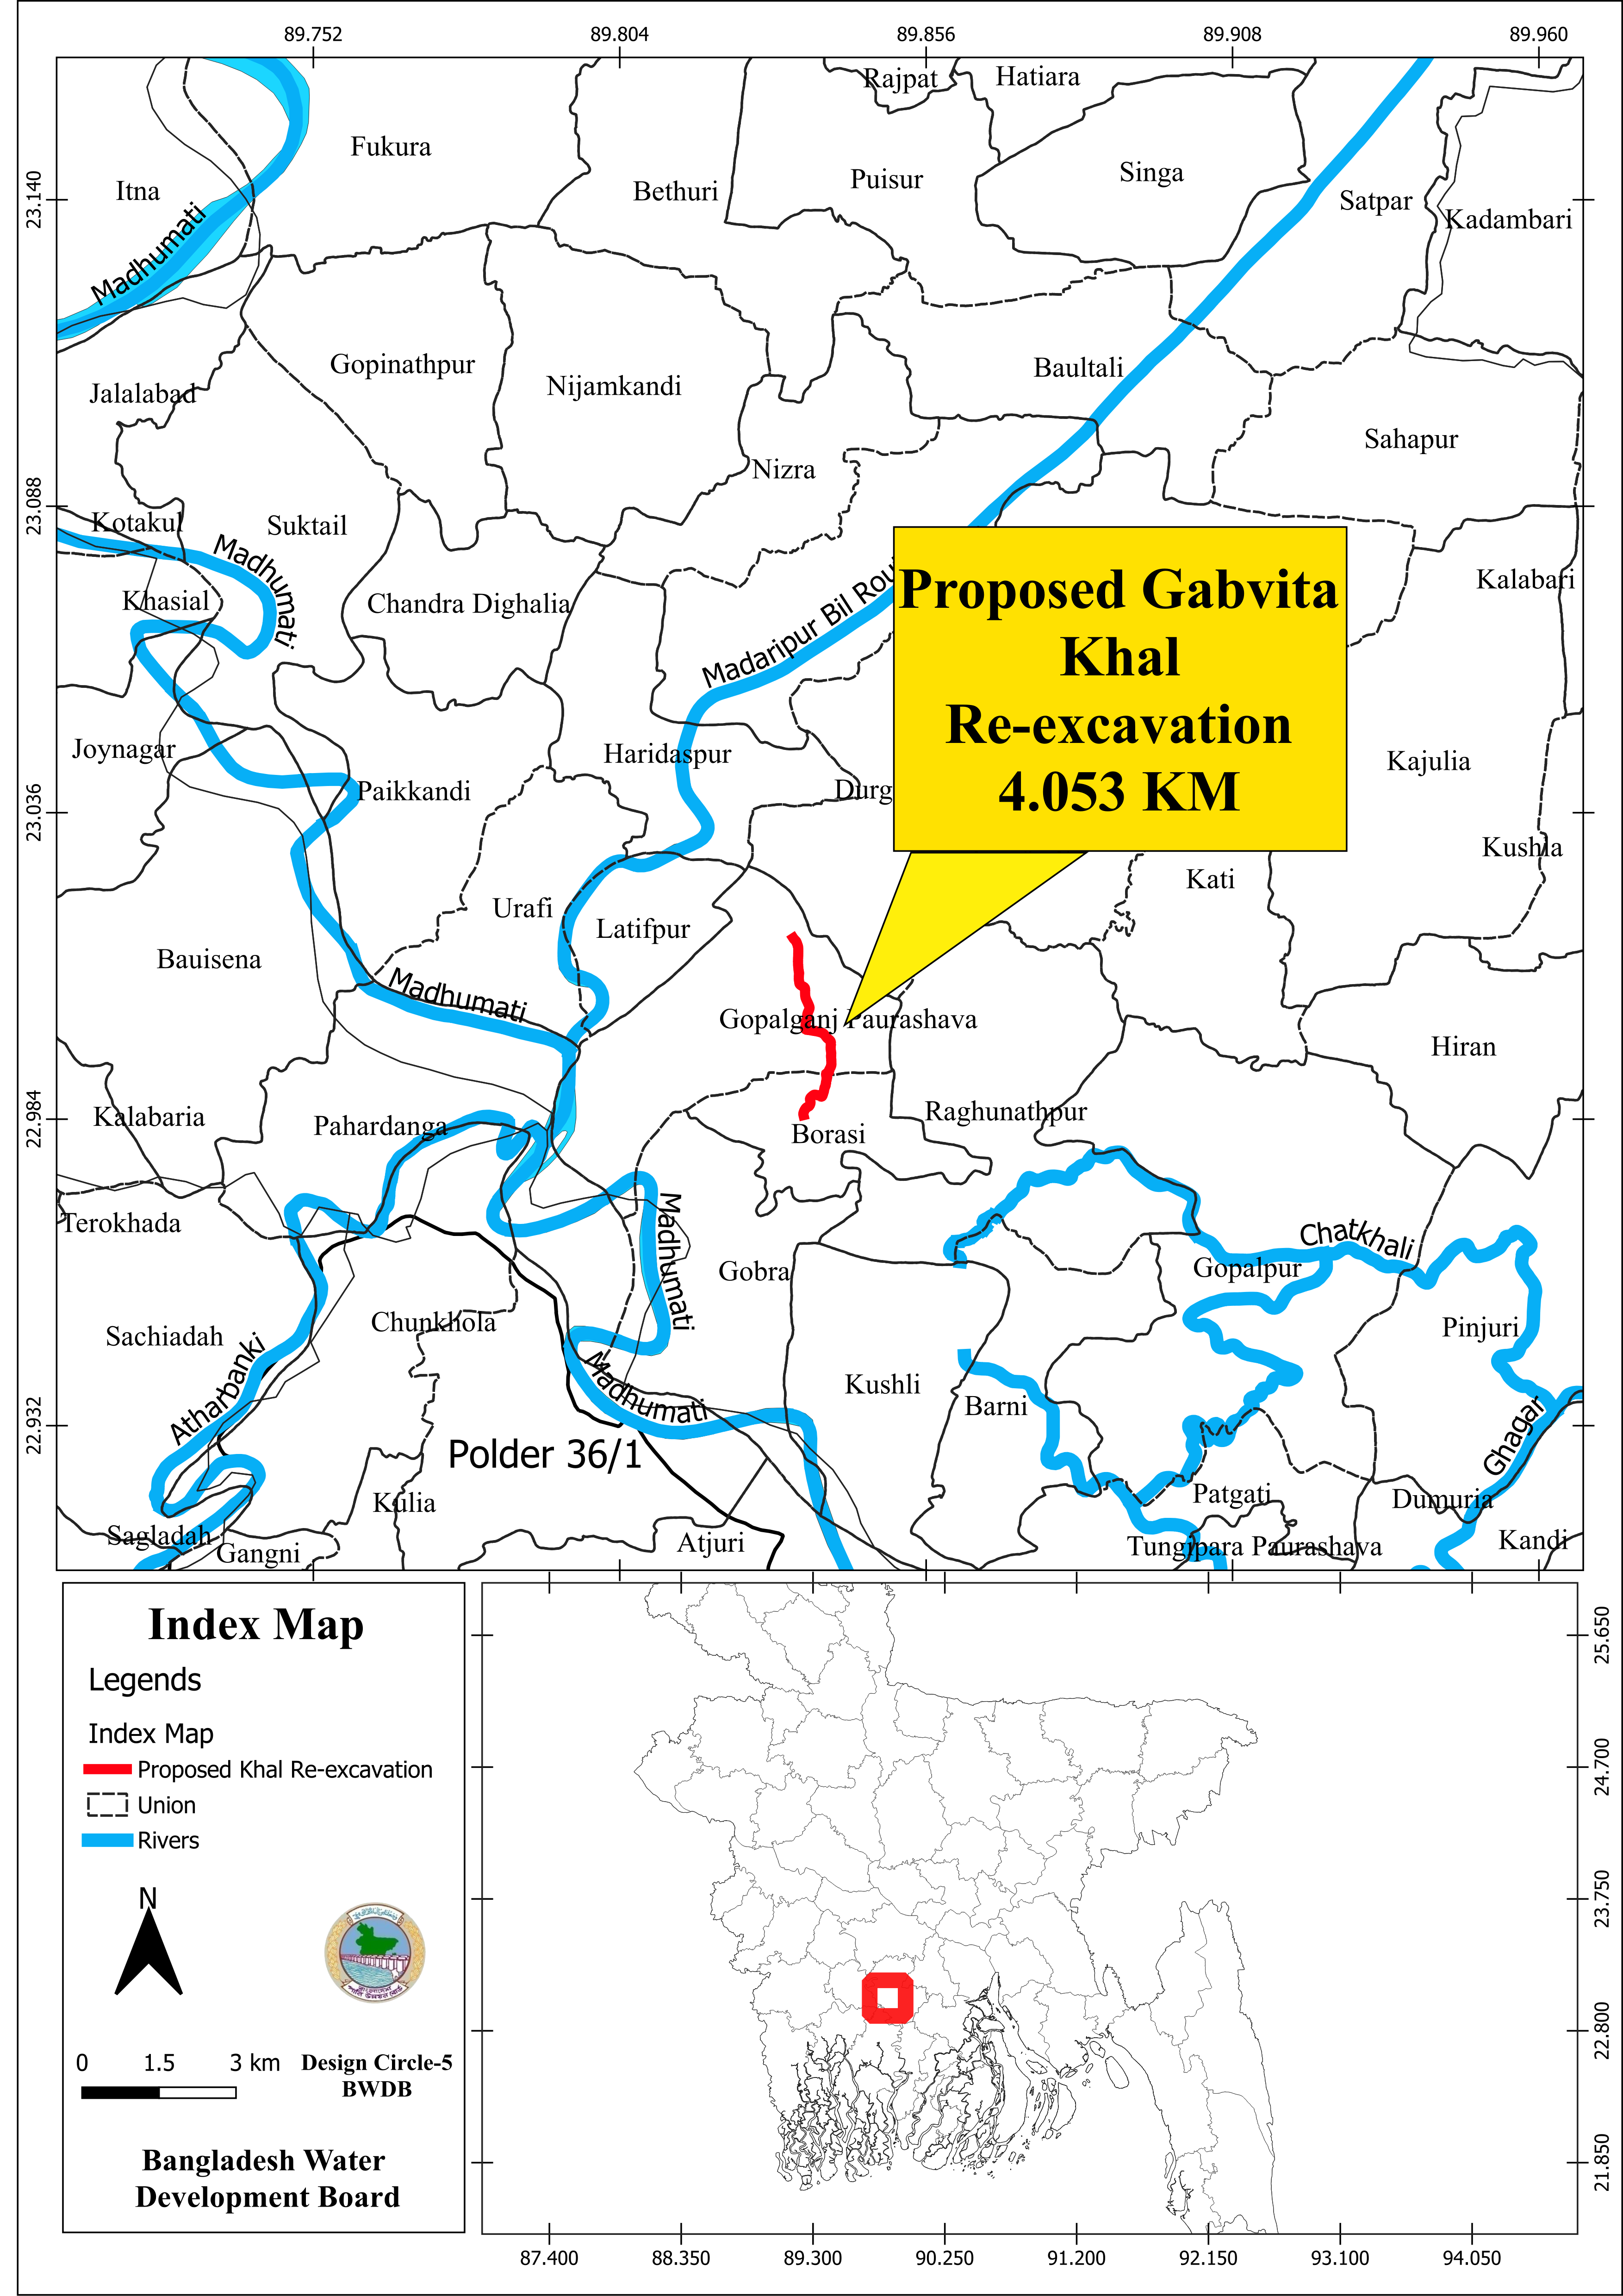 89.752
89.804
89.856
89.908
89.960
Rajpat
Hatiara
Fukura
Itna
Bethuri
Puisur
Singa
Satpar
Kadambari
23.140
Madhumati
Gopinathpur
Nijamkandi
Baultali
Jalalabad
Sahapur
Nizra
23.088
Kotakul
Suktail
Madhumati
Khasial
Chandra Dighalia
Kalabari
Madaripur Bil Rou
Proposed Gabvita
Khal
Re-excavation
4.053 KM
Joynagar
Haridaspur
Paikkandi
Durg
Kajulia
23.036
Kushla
Kati
Urafi
Latifpur
Bauisena
Madhumati
Gopalganj Paurashava
Hiran
22.984
Kalabaria
Pahardanga
Raghunathpur
Borasi
Terokhada
Madhumati
Chatkhali
Gobra
Gopalpur
Chunkhola
Sachiadah
Pinjuri
Atharbanki
Madhumati
Kushli
Barni
22.932
Ghagar
Polder 36/1
Kulia
Patgati
Dumuria
Sagladah
Gangni
Atjuri
Tungipara Paurashava
Kandi
Index Map
Legends
Index Map
Proposed Khal Re-excavation
Union
Rivers
N
0 1.5 3 km
Design Circle-5
BWDB
Bangladesh Water
Development Board
25.650
24.700
23.750
22.800
21.850
87.400
88.350
89.300
90.250
91.200
92.150
93.100
94.050